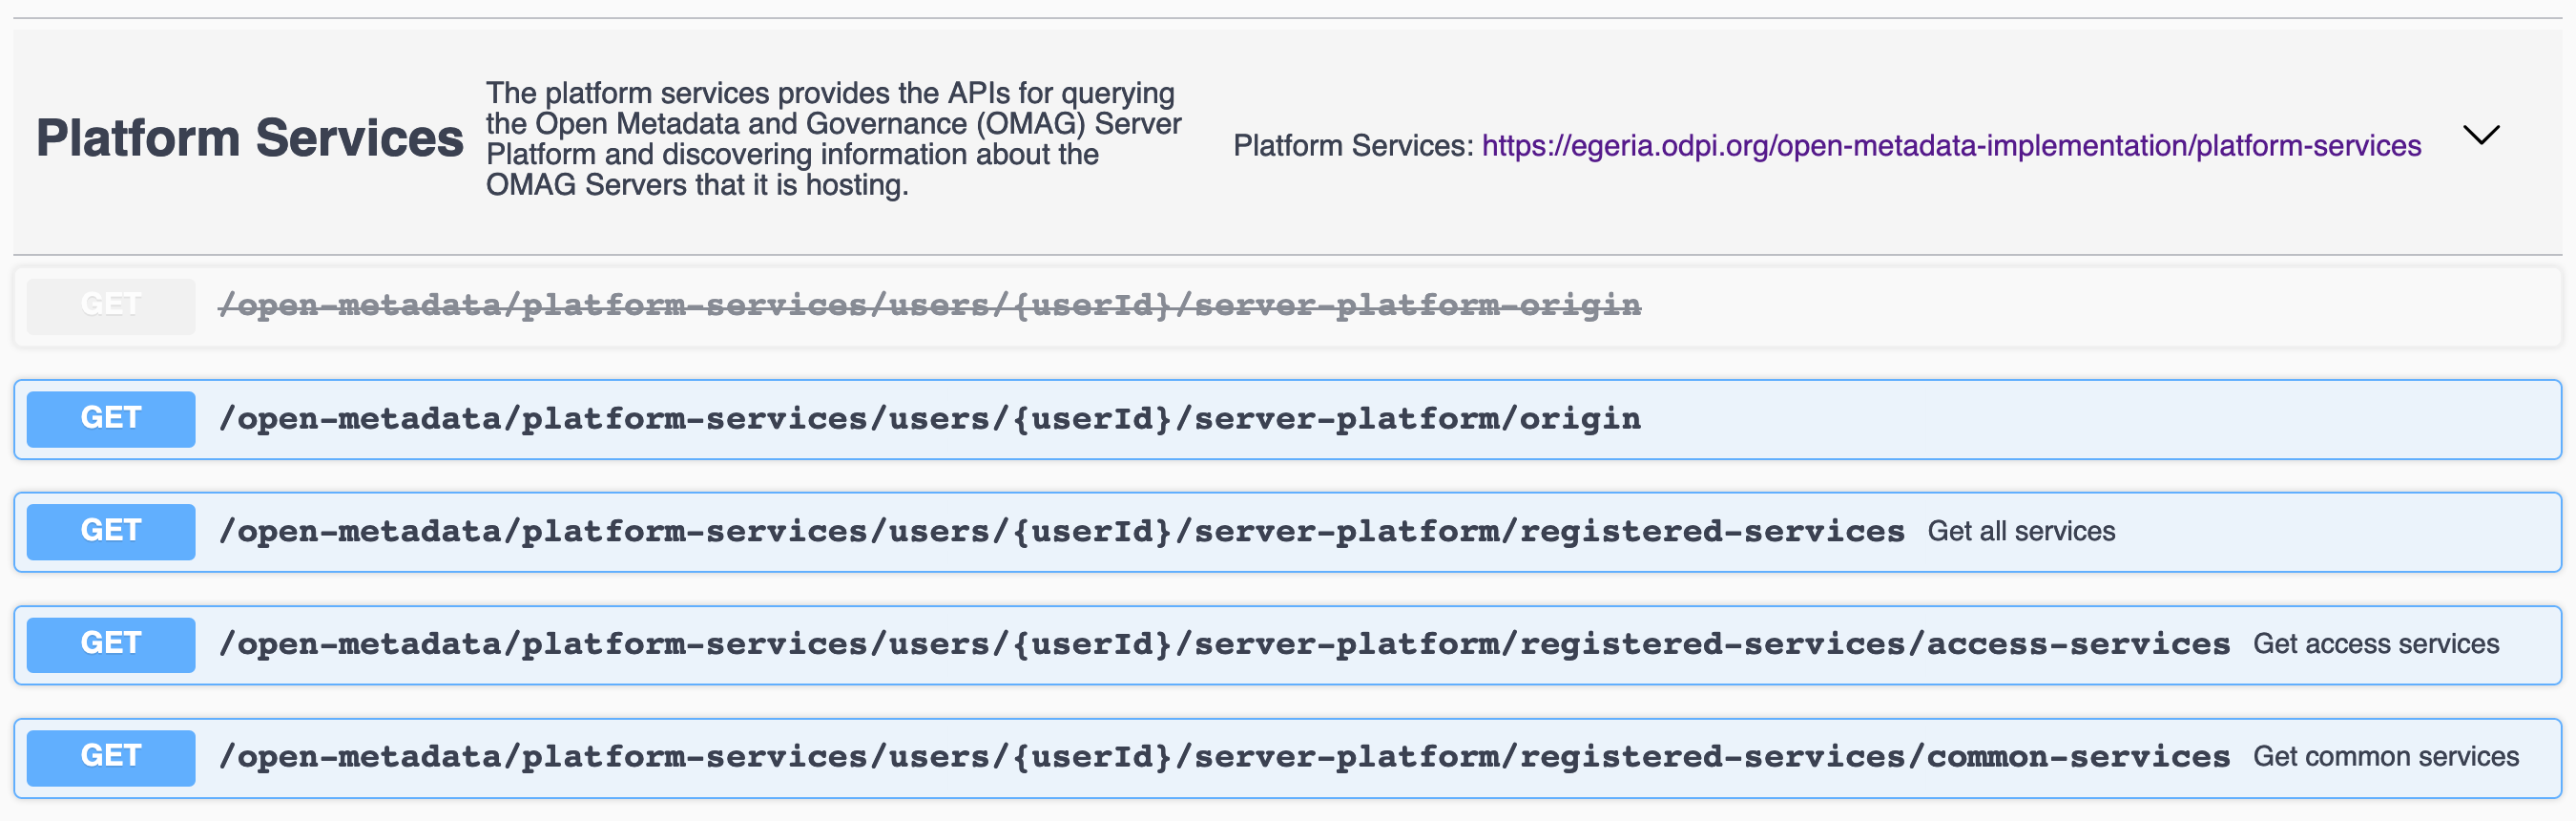 Platform Services
The platform services provides the APIs for querying
the Open Metadata and Governance (OMAG) Server
Platform and discovering information about the
OMAG Servers that it is hosting.
Platform Services: https://egeria.odpi.org/open-metadata-implementation/platform-services
GET /open-metadata/platform-services/users/{userId}/server-platform-origin
GET /open-metadata/platform-services/users/{userId}/server-platform/origin
GET /open-metadata/platform-services/users/{userId}/server-platform/registered-services Get all services
GET /open-metadata/platform-services/users/{userId}/server-platform/registered-services/access-services Get access services
GET /open-metadata/platform-services/users/{userId}/server-platform/registered-services/common-services Get common services